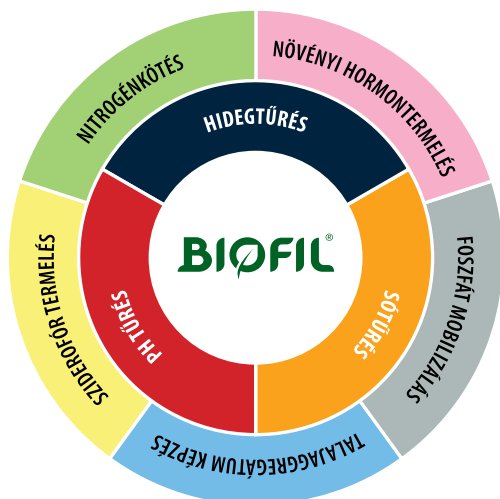 NITROGÉNKÖTÉS
NÖVÉNYI HORMONTERMELÉS
HIDEGTŰRÉS
BIOFIL®
SZIDEROFÓR TERMELÉS
PH TŰRÉS
SÓTŰRÉS
FOSZFÁT MOBILIZÁLÁS
TALAJAGGREGÁTUM KÉPZÉS